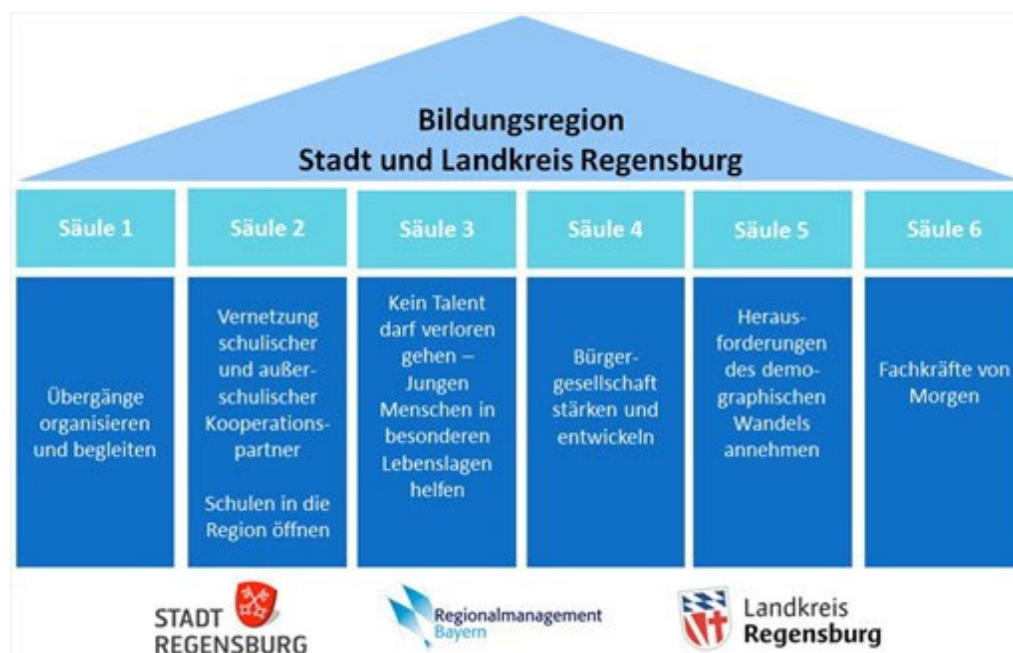 Bildungsregion
Stadt und Landkreis Regensburg
Säule 1
Säule 2
Säule 3
Säule 4
Säule 5
Säule 6
Übergänge
organisieren
und begleiten
Vernetzung
schulischer
und außer-
schulischer
Kooperations-
partner
Schulen in die
Region öffnen
Kein Talent
darf verloren
gehen –
Jungen
Menschen in
besonderen
Lebenslagen
helfen
Bürger-
gesellschaft
stärken und
entwickeln
Heraus-
forderungen
des demo-
graphischen
Wandels
annehmen
Fachkräfte von
Morgen
STADT
REGENSBURG
Regionalmanagement
Bayern
Landkreis
Regensburg